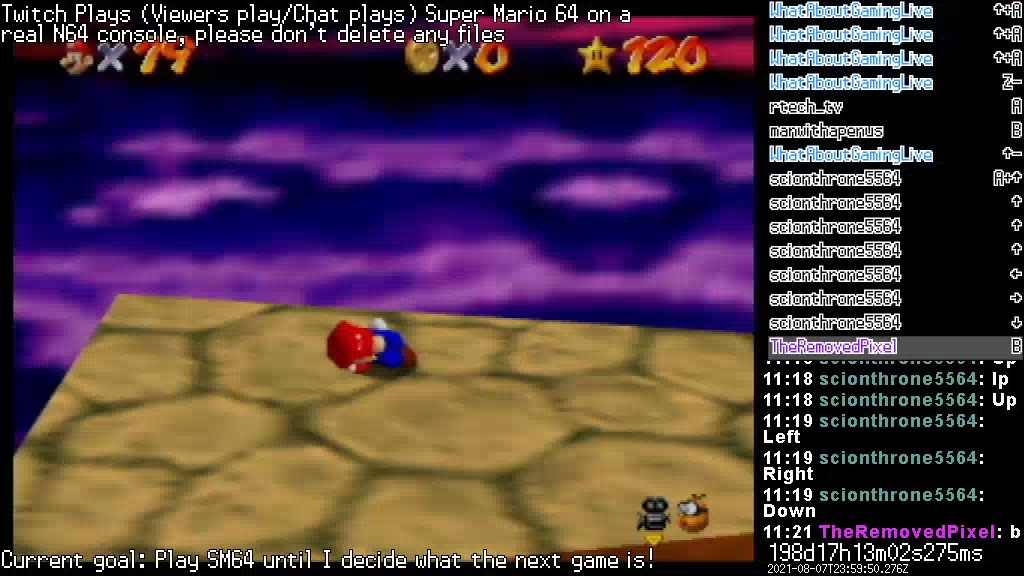 Twitch Plays (Viewers play/Chat plays) Super Mario 64 on a
real N64 console, please don't delete any files
×79 ×0 ★120
WhatAboutGamingLive ↑+A
WhatAboutGamingLive ↑+A
WhatAboutGamingLive ↑+A
WhatAboutGamingLive Z-
rtech_tv A
manwithapenus B
WhatAboutGamingLive ↑-
scionthrone5564 A+↑
scionthrone5564 ↑
scionthrone5564 ↑
scionthrone5564 ↑
scionthrone5564 ←
scionthrone5564 →
scionthrone5564 ↓
TheRemovedPixel B
11:18 scionthrone5564: Ip
11:18 scionthrone5564: Up
11:19 scionthrone5564:
Left
11:19 scionthrone5564:
Right
11:19 scionthrone5564:
Down
11:21 TheRemovedPixel: b
198d17h13m02s275ms
2021-08-07T23:59:50.276Z
Current goal: Play SM64 until I decide what the next game is!